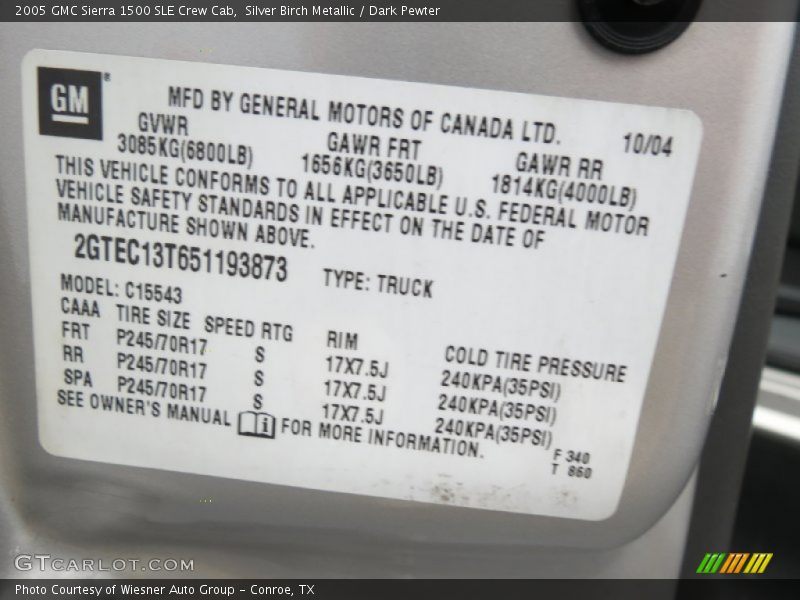 2005 GMC Sierra 1500 SLE Crew Cab,  Silver Birch Metallic / Dark Pewter
GM®
MFD BY GENERAL MOTORS OF CANADA LTD.
10/04
GVWR GAWR FRT GAWR RR
3085KG(6800LB) 1656KG(3650LB) 1814KG(4000LB)
THIS VEHICLE CONFORMS TO ALL APPLICABLE U.S. FEDERAL MOTOR
VEHICLE SAFETY STANDARDS IN EFFECT ON THE DATE OF
MANUFACTURE SHOWN ABOVE.
2GTEC13T651193873 TYPE: TRUCK
MODEL: C15543
CAAA TIRE SIZE SPEED RTG RIM COLD TIRE PRESSURE
FRT P245/70R17 S 17X7.5J 240KPA(35PSI)
RR P245/70R17 S 17X7.5J 240KPA(35PSI)
SPA P245/70R17 S 17X7.5J 240KPA(35PSI)
SEE OWNER'S MANUAL i FOR MORE INFORMATION.
F 340
T 860
GTCARLOT.COM
Photo Courtesy of Wiesner Auto Group - Conroe, TX